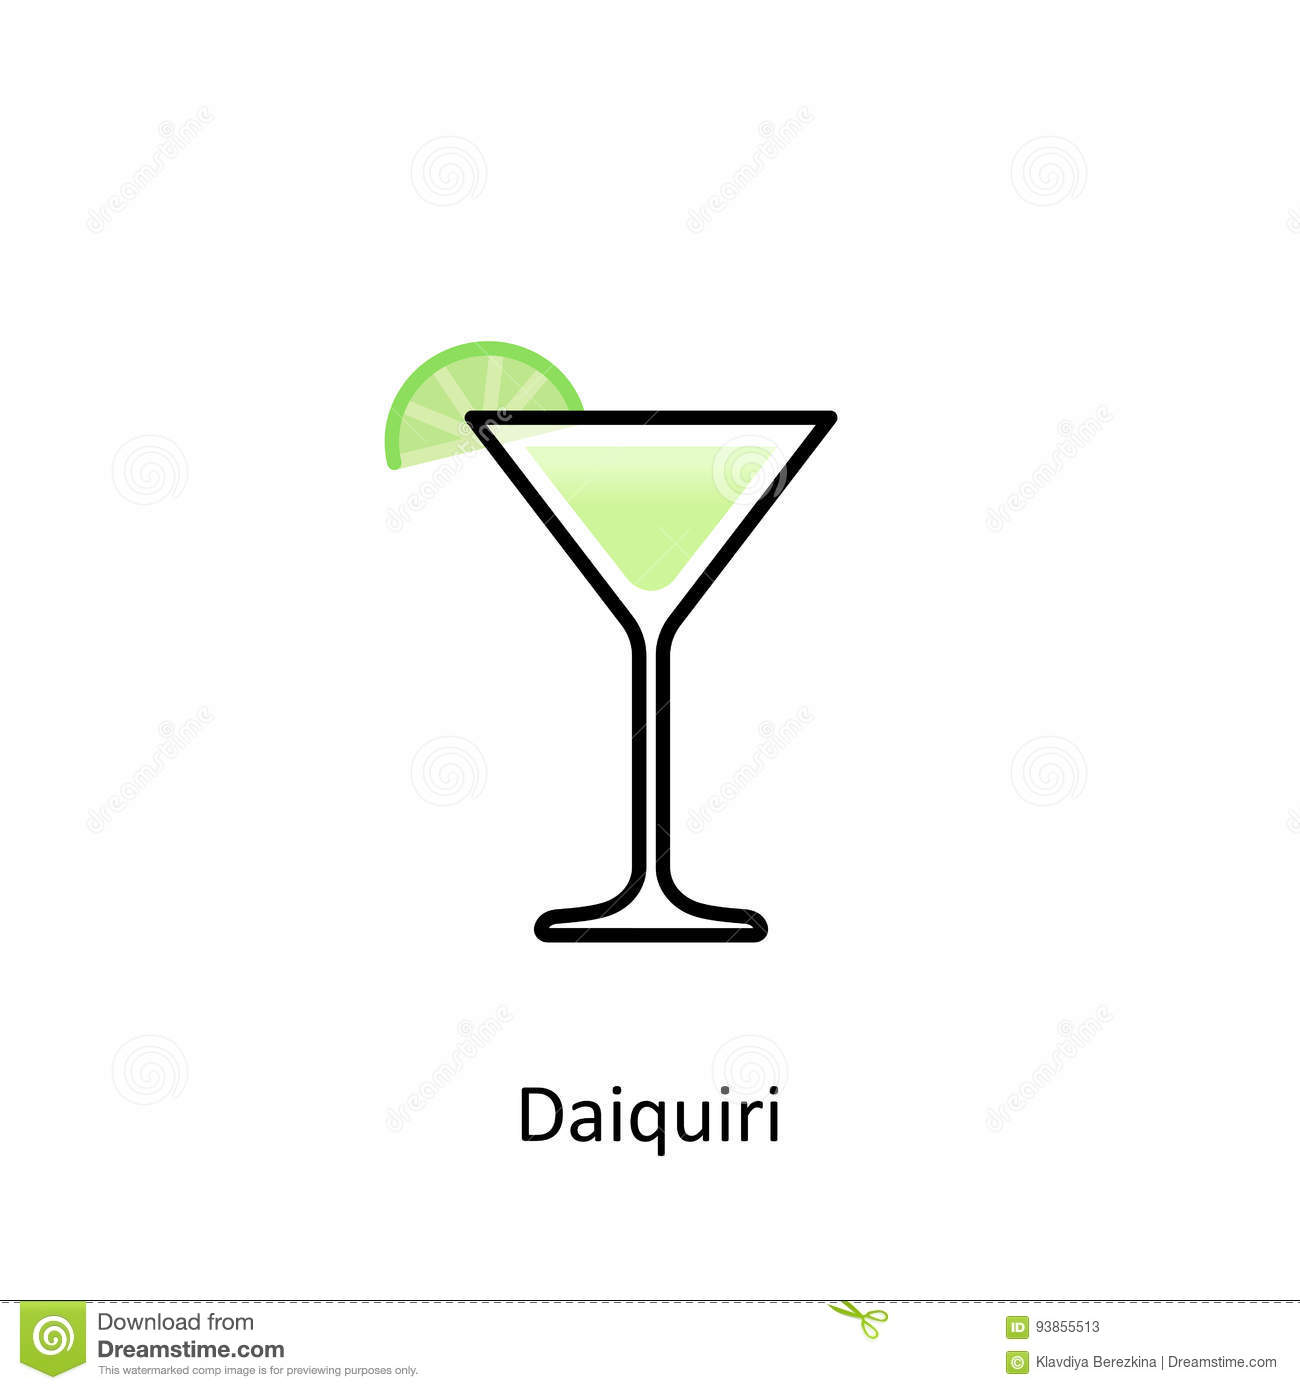 Daiquiri
Download from
Dreamstime.com
This watermarked comp image is for previewing purposes only.
ID 93855513
© Klavdiya Berezkina | Dreamstime.com
dreamstime